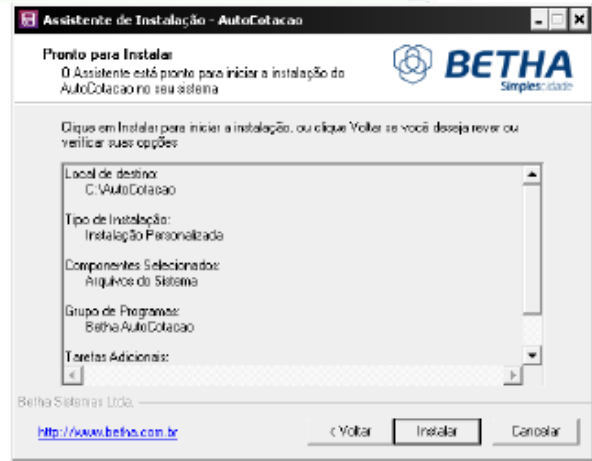 Assistente de Instalação - AutoCotacao
Pronto para Instalar
O Assistente está pronto para iniciar a instalação do
AutoCotacao no seu sistema
BETHA
Simplescidade
Clique em Instalar para iniciar a instalação, ou clique Voltar se você deseja rever ou
verificar suas opções
Local de destino:
C:\AutoCotacao
Tipo de Instalação:
Instalação Personalizada
Componentes Selecionados:
Arquivos do Sistema
Grupo de Programas:
Betha AutoCotacao
Tarefas Adicionais:
Betha Sistemas Ltda.
http://www.betha.com.br
< Voltar
Instalar
Cancelar